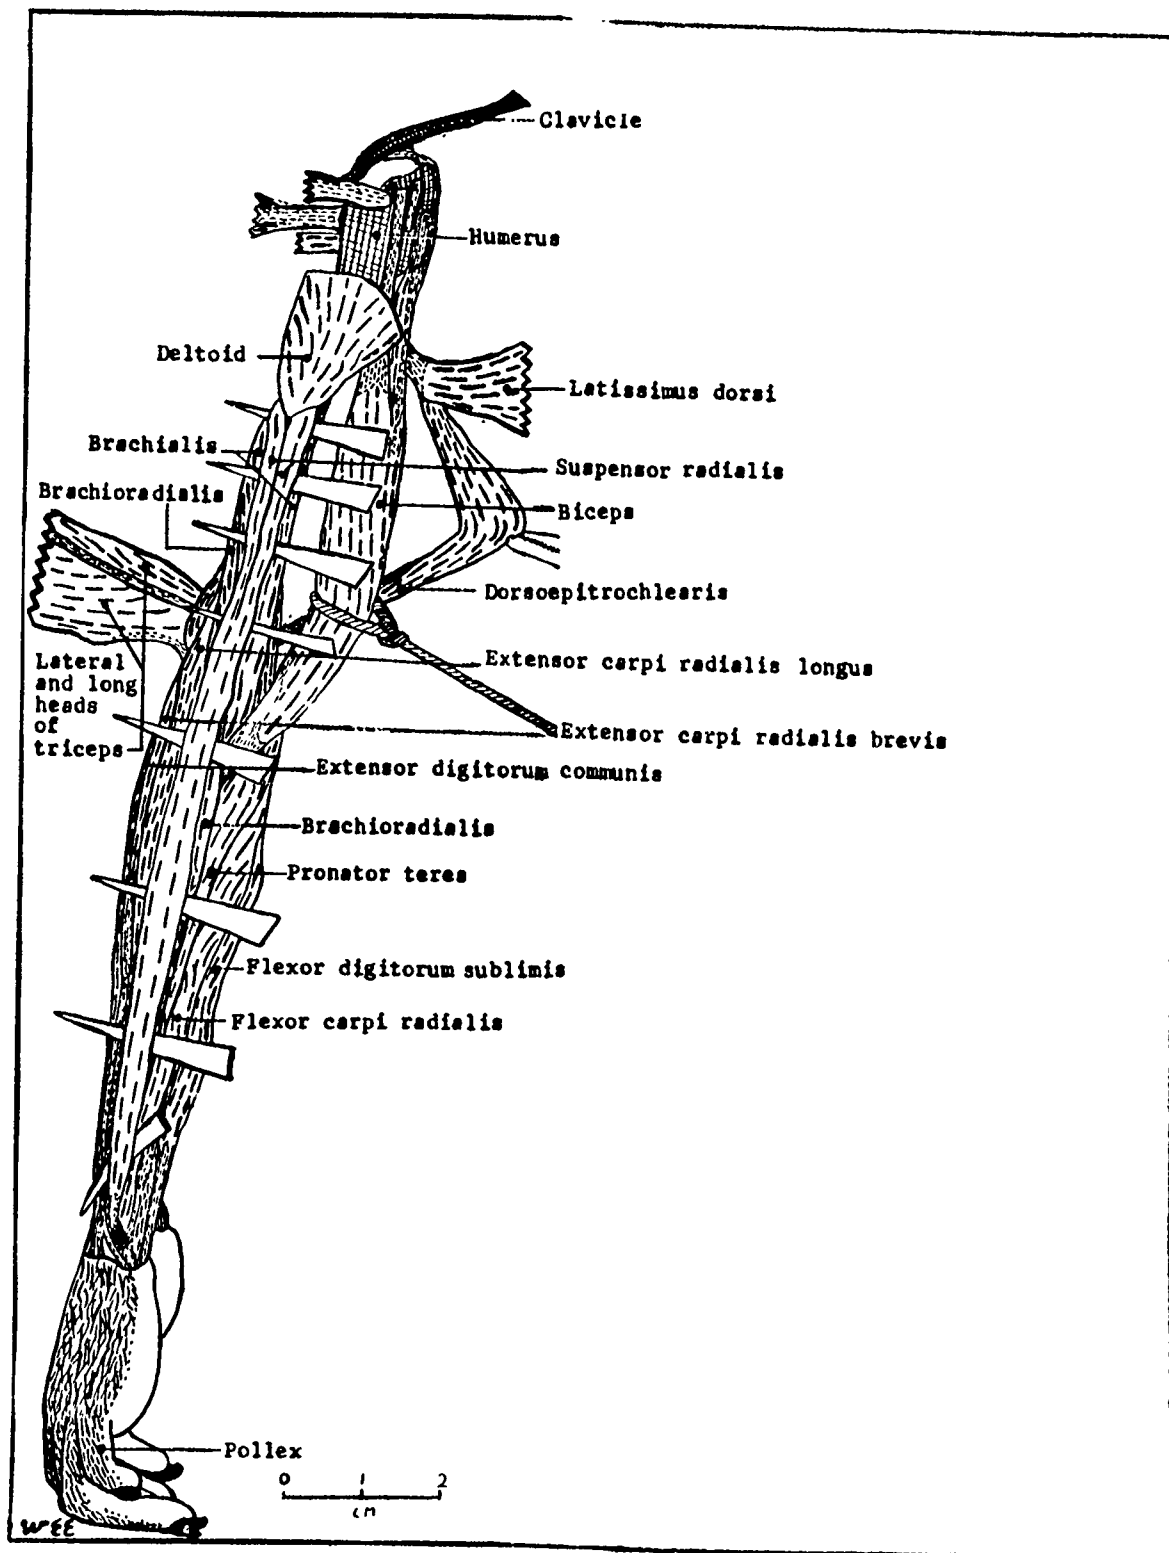 Clavicle
Humerus
Deltoid
Latissimus dorsi
Brachialis
Suspensor radialis
Brachioradialis
Biceps
Dorsoepitrochlearis
Lateral
and long
heads
of
triceps
Extensor carpi radialis longus
Extensor carpi radialis brevis
Extensor digitorum communis
Brachioradialis
Pronator teres
Flexor digitorum sublimis
Flexor carpi radialis
Pollex
0 1 2
CM
WEE